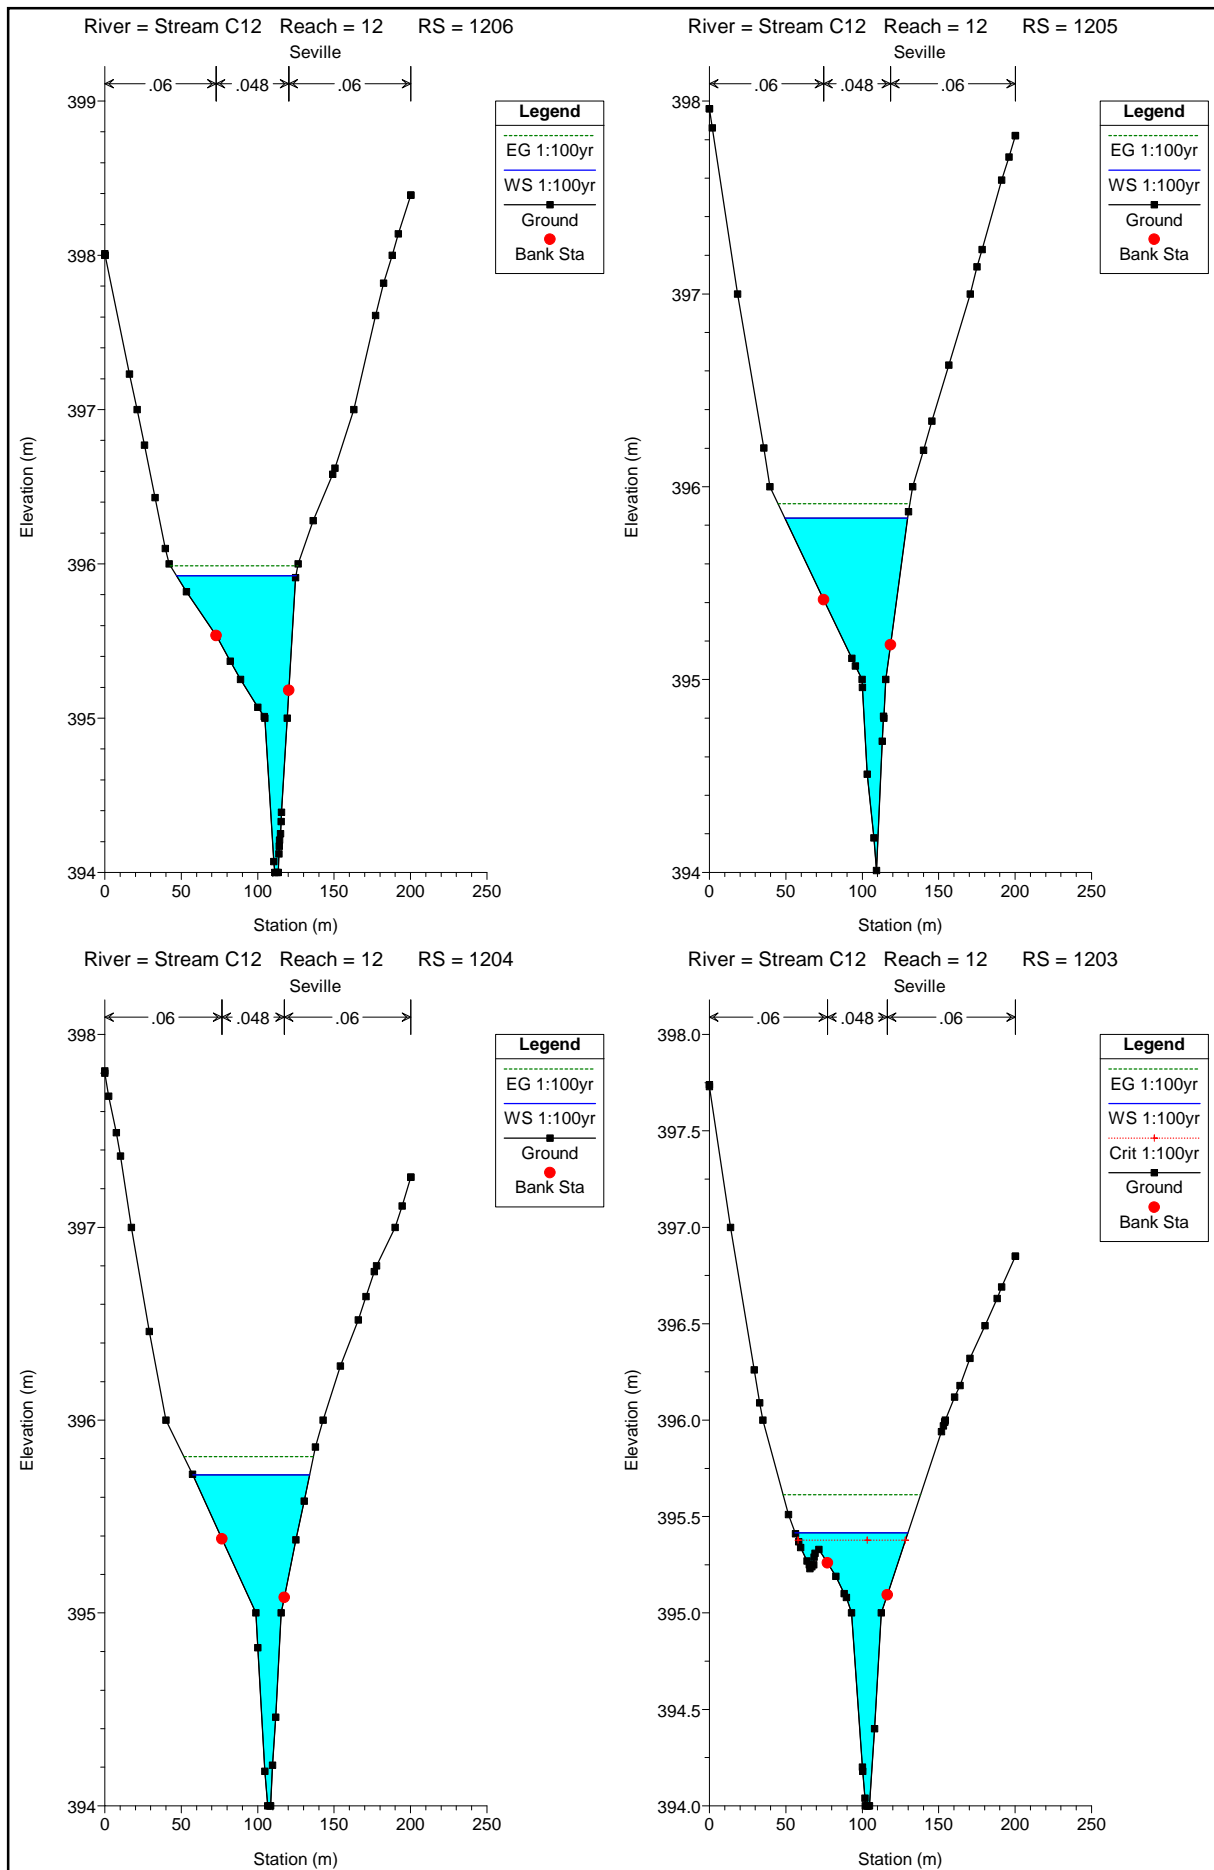 River = Stream C12 Reach = 12 RS = 1206
Seville
.06 .048 .06
Legend
EG 1:100yr
WS 1:100yr
Ground
Bank Sta
399
398
397
396
395
394
0 50 100 150 200 250
Elevation (m)
Station (m)
River = Stream C12 Reach = 12 RS = 1205
Seville
.06 .048 .06
Legend
EG 1:100yr
WS 1:100yr
Ground
Bank Sta
398
397
396
395
394
0 50 100 150 200 250
Elevation (m)
Station (m)
River = Stream C12 Reach = 12 RS = 1204
Seville
.06 .048 .06
Legend
EG 1:100yr
WS 1:100yr
Ground
Bank Sta
398
397
396
395
394
0 50 100 150 200 250
Elevation (m)
Station (m)
River = Stream C12 Reach = 12 RS = 1203
Seville
.06 .048 .06
Legend
EG 1:100yr
WS 1:100yr
Crit 1:100yr
Ground
Bank Sta
398.0
397.5
397.0
396.5
396.0
395.5
395.0
394.5
394.0
0 50 100 150 200 250
Elevation (m)
Station (m)